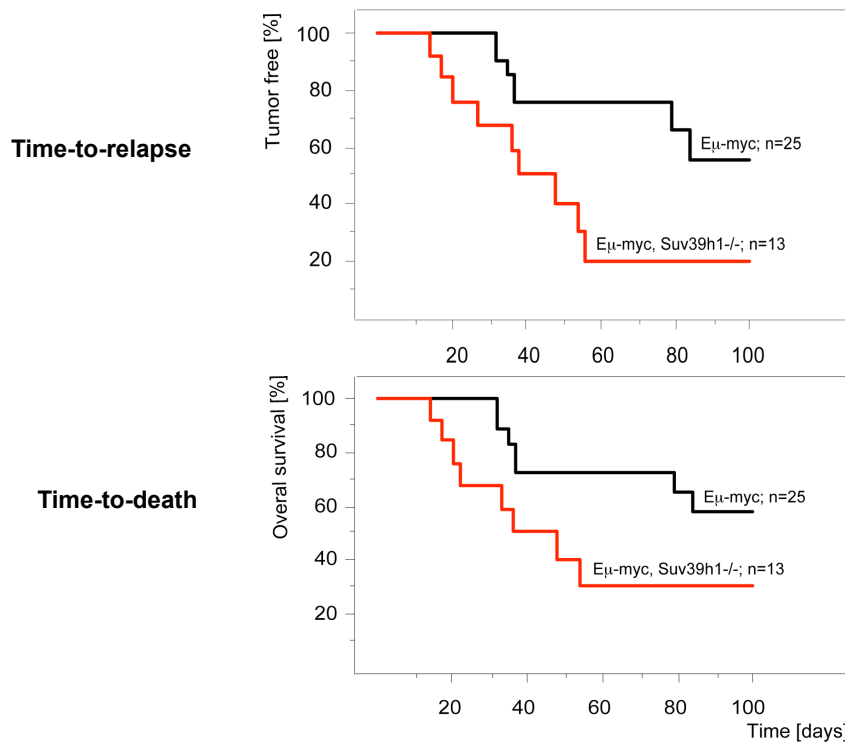 Time-to-relapse
Tumor free [%]
100
80
60
40
20
Eμ-myc; n=25
Eμ-myc, Suv39h1-/-; n=13
20 40 60 80 100
Time-to-death
Overal survival [%]
100
80
60
40
20
Eμ-myc; n=25
Eμ-myc, Suv39h1-/-; n=13
20 40 60 80 100
Time [days]